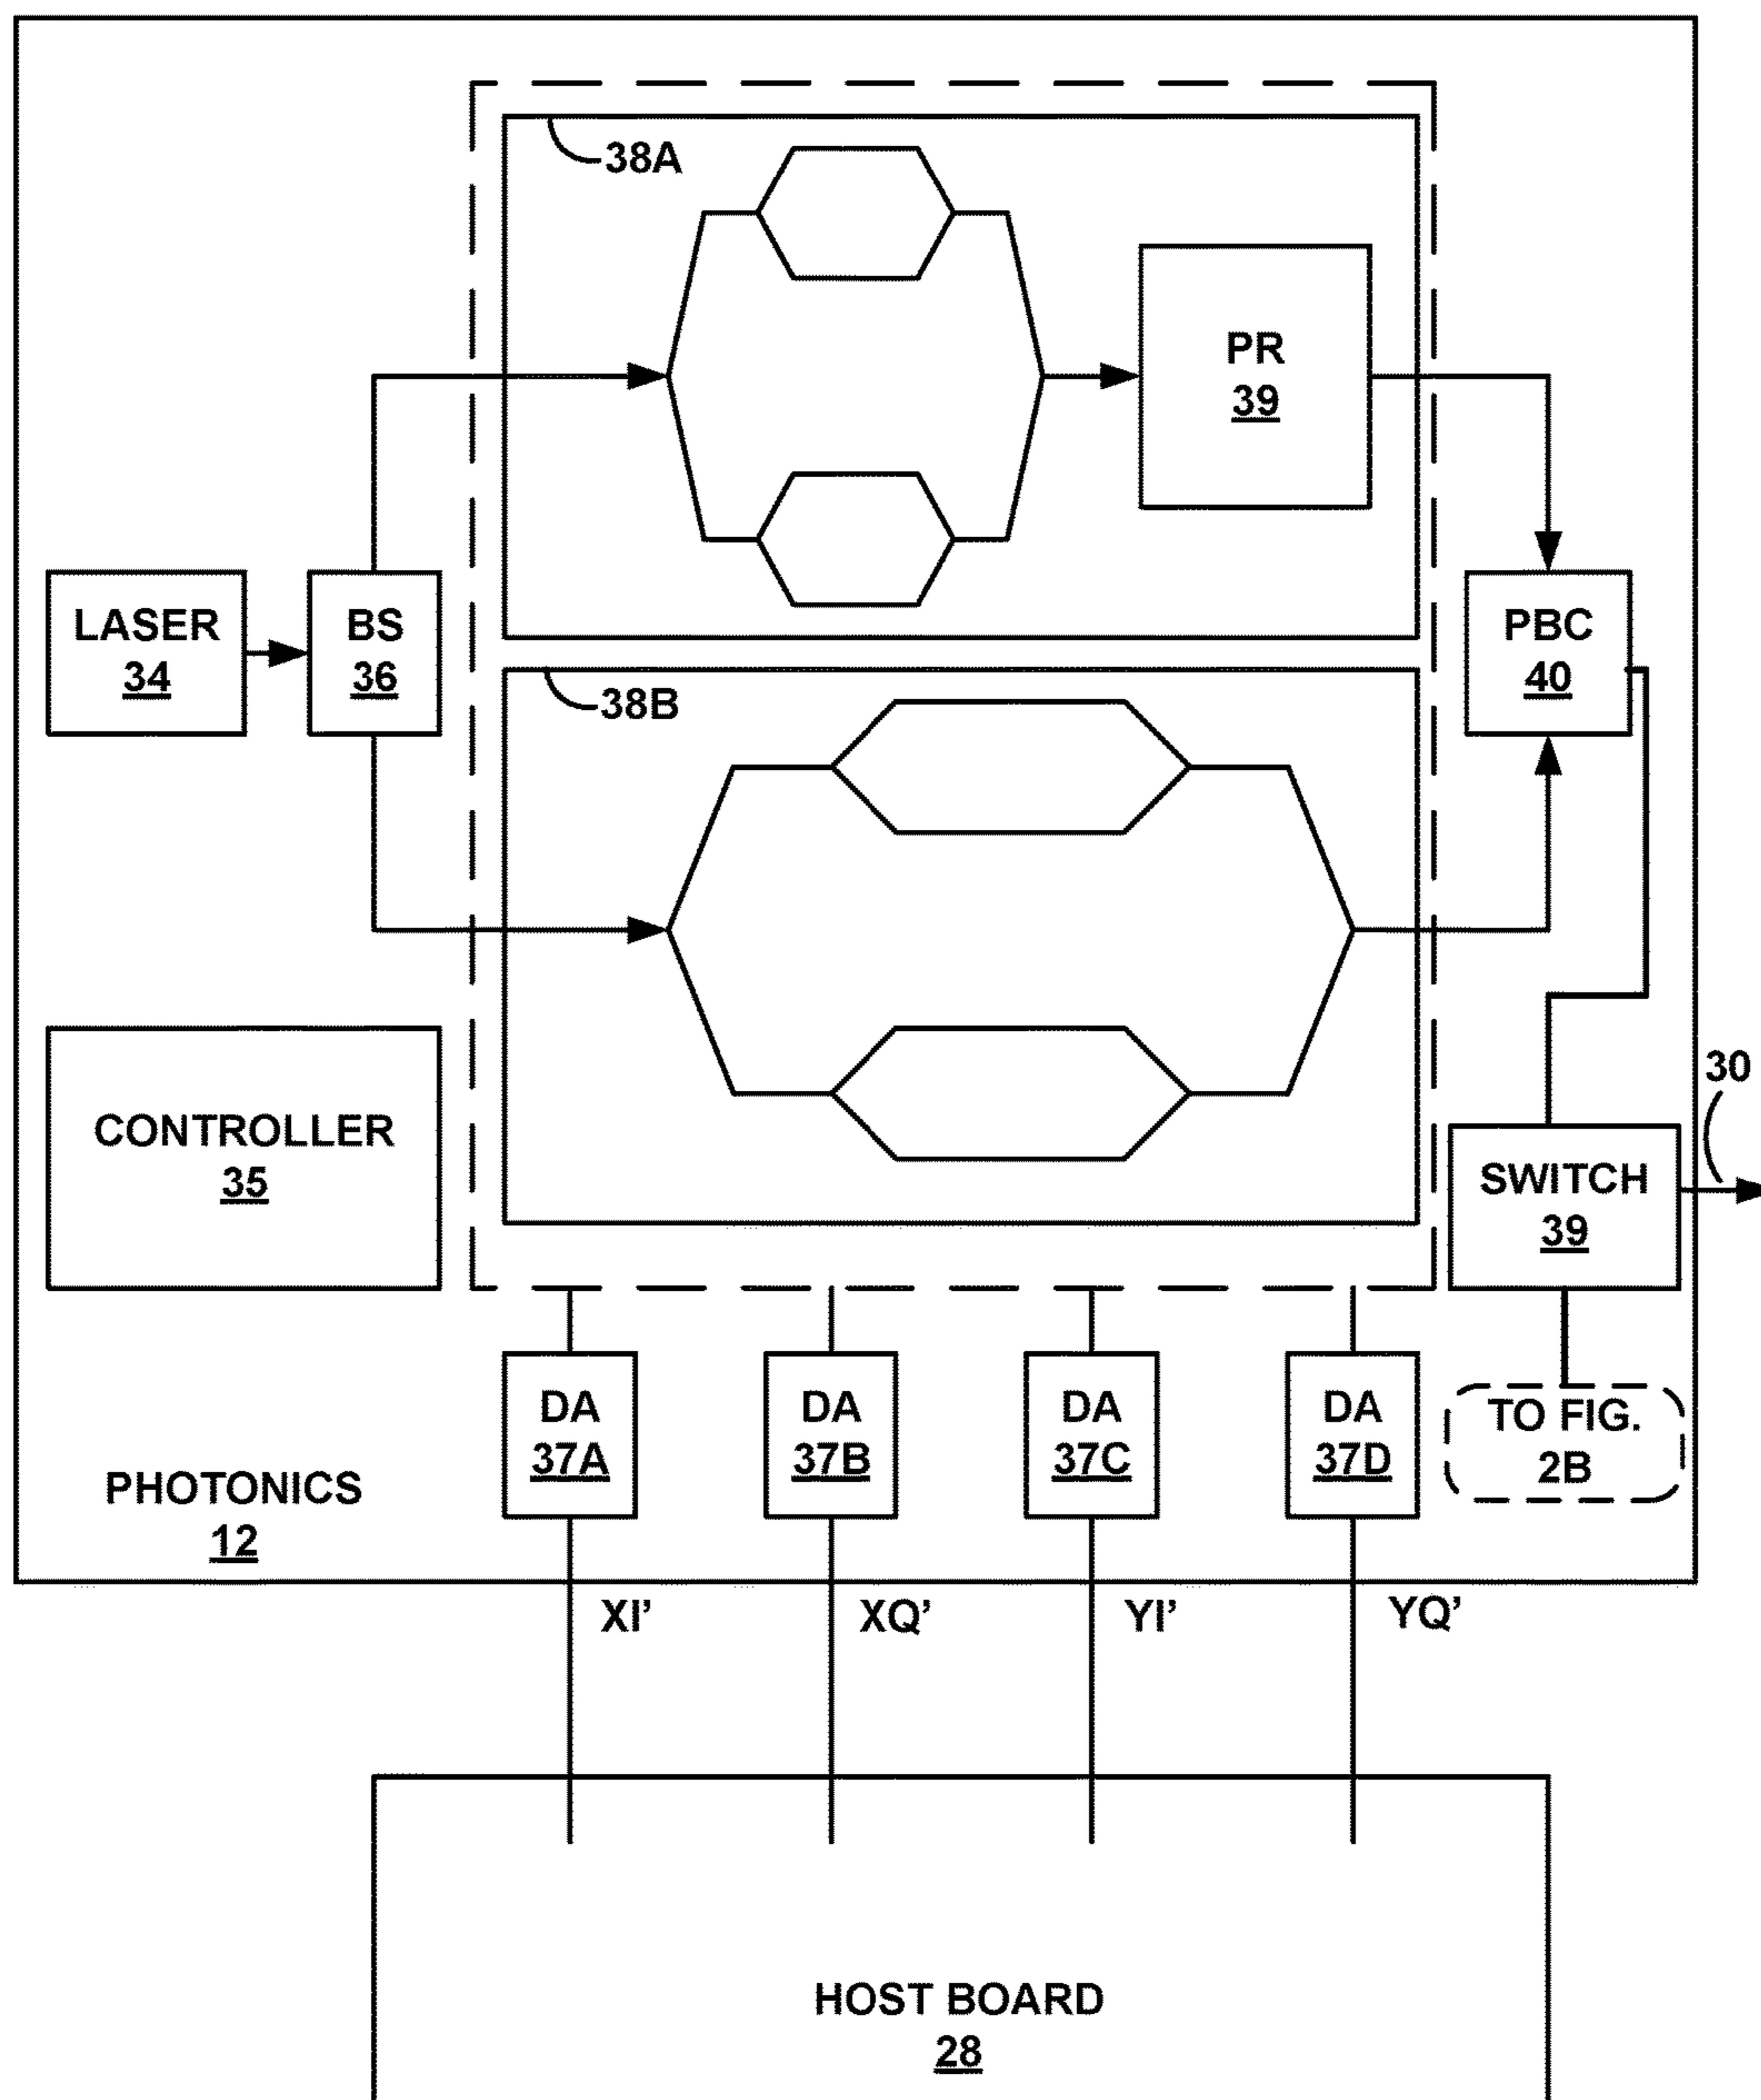 38A
PR
39
LASER
34
BS
36
PBC
40
38B
30
CONTROLLER
35
SWITCH
39
DA
37A
DA
37B
DA
37C
DA
37D
TO FIG.
2B
PHOTONICS
12
XI’
XQ’
YI’
YQ’
HOST BOARD
28